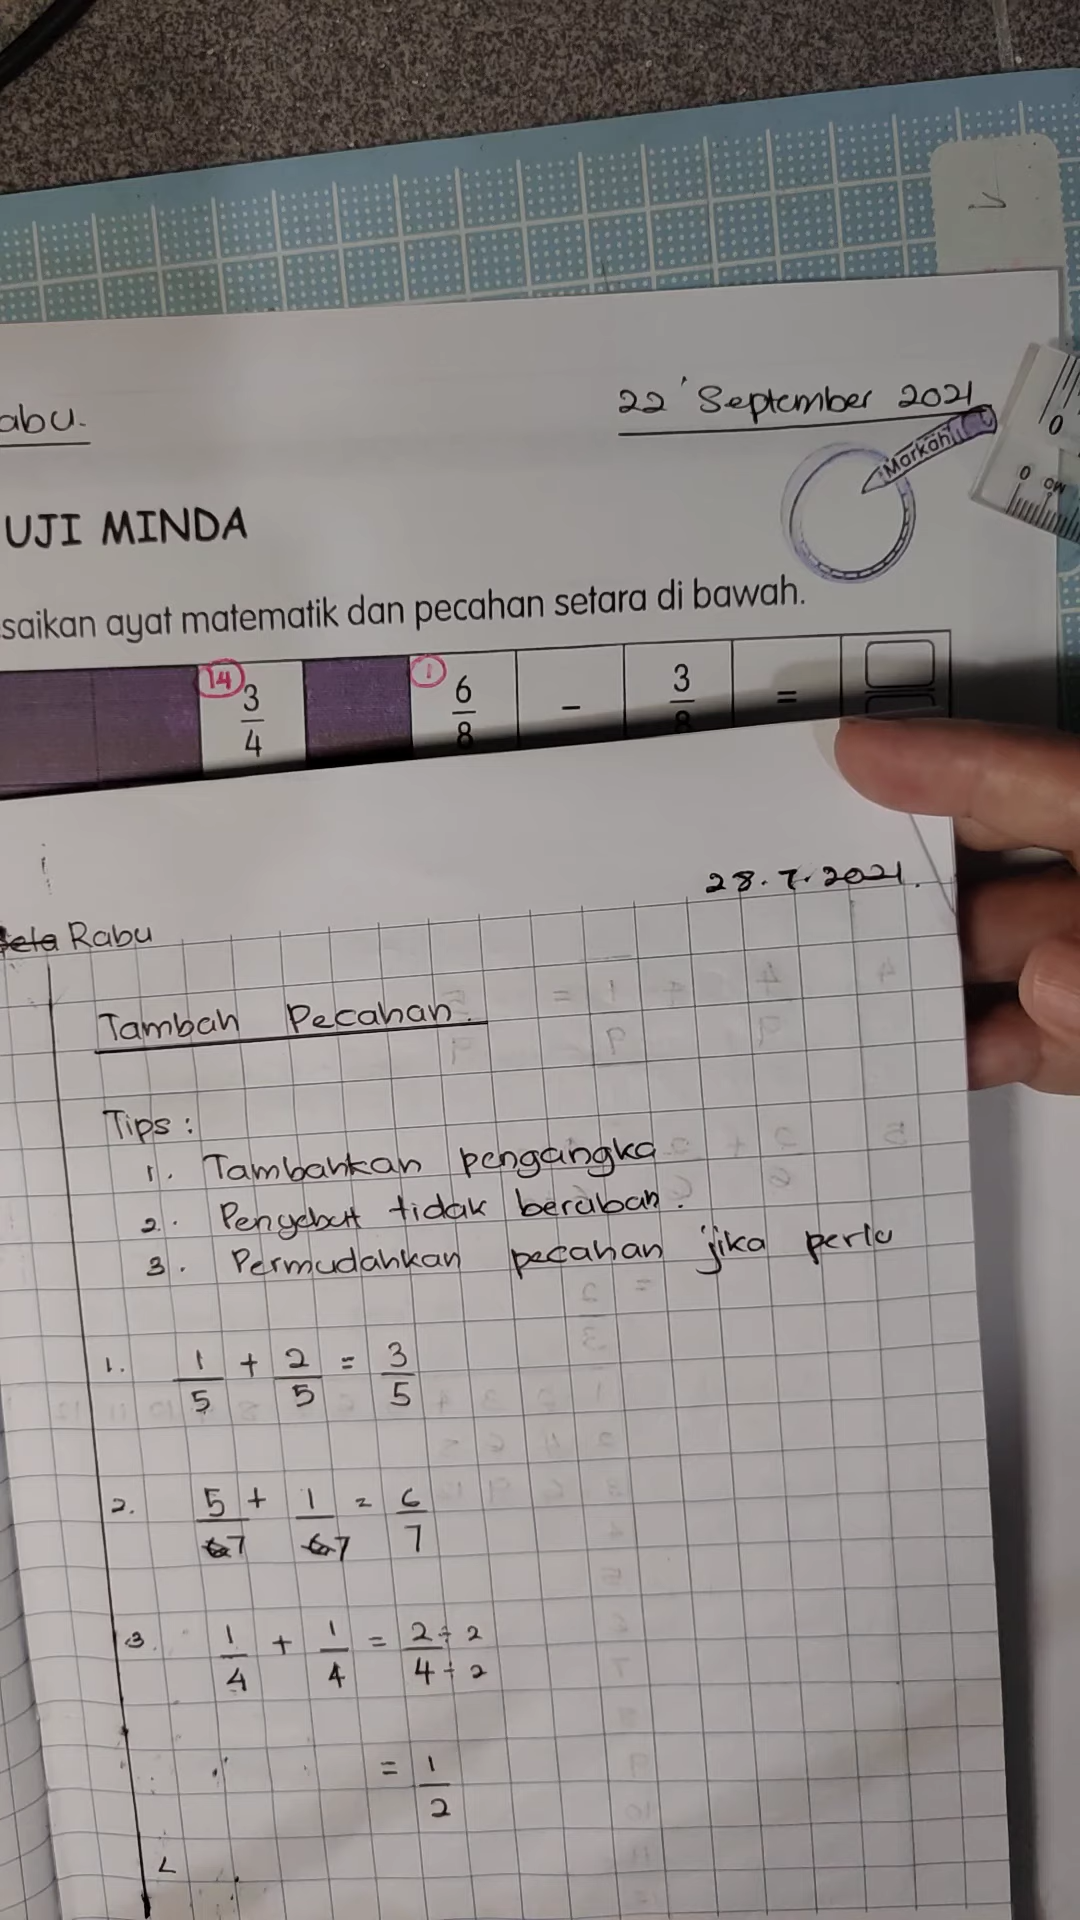 abu.
22 September 2021
Markah
UJI MINDA
saikan ayat matematik dan pecahan setara di bawah.
14 3/4 1 6/8 - 3/8 =
28.7.2021.
Rabu
Tambah Pecahan.
Tips :
1. Tambahkan pengangka
2. Penyebut tidak beruban.
3. Permudahkan pecahan jika perlu
1. 1/5 + 2/5 = 3/5
2. 5/7 + 1/7 = 6/7
3. 1/4 + 1/4 = 2÷2/4÷2
= 1/2